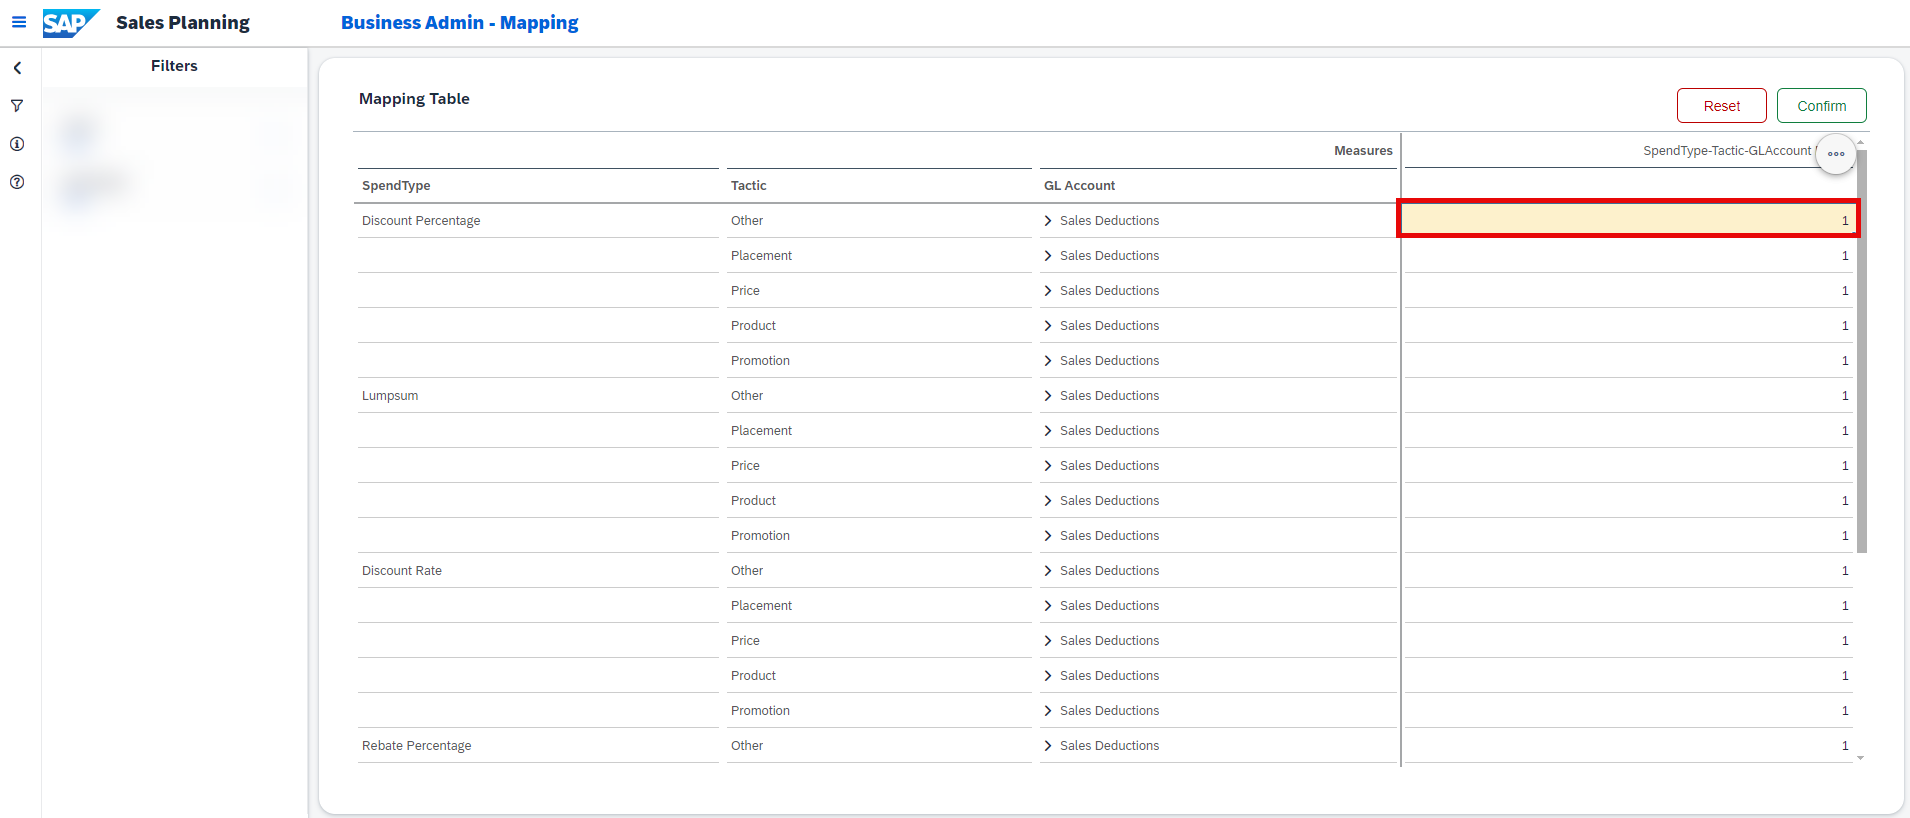 SAP Sales Planning Business Admin - Mapping
Filters
Mapping Table
Reset Confirm
Measures SpendType-Tactic-GLAccount
SpendType Tactic GL Account
Discount Percentage Other Sales Deductions 1
Placement Sales Deductions 1
Price Sales Deductions 1
Product Sales Deductions 1
Promotion Sales Deductions 1
Lumpsum Other Sales Deductions 1
Placement Sales Deductions 1
Price Sales Deductions 1
Product Sales Deductions 1
Promotion Sales Deductions 1
Discount Rate Other Sales Deductions 1
Placement Sales Deductions 1
Price Sales Deductions 1
Product Sales Deductions 1
Promotion Sales Deductions 1
Rebate Percentage Other Sales Deductions 1